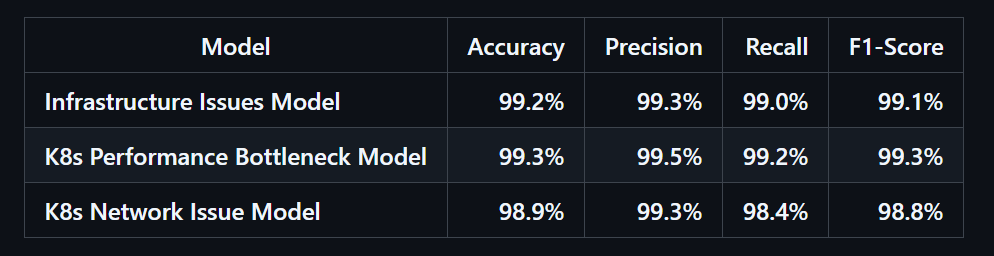 Model Accuracy Precision Recall F1-Score
Infrastructure Issues Model 99.2% 99.3% 99.0% 99.1%
K8s Performance Bottleneck Model 99.3% 99.5% 99.2% 99.3%
K8s Network Issue Model 98.9% 99.3% 98.4% 98.8%